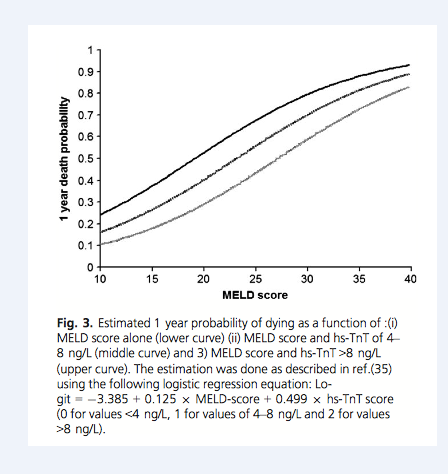 1
0.9
0.8
0.7
0.6
0.5
0.4
0.3
0.2
0.1
0
1 year death probability
10 15 20 25 30 35 40
MELD score
Fig. 3. Estimated 1 year probability of dying as a function of :(i)
MELD score alone (lower curve) (ii) MELD score and hs-TnT of 4–
8 ng/L (middle curve) and 3) MELD score and hs-TnT >8 ng/L
(upper curve). The estimation was done as described in ref.(35)
using the following logistic regression equation: Lo-
git = −3.385 + 0.125 × MELD-score + 0.499 × hs-TnT score
(0 for values <4 ng/L, 1 for values of 4–8 ng/L and 2 for values
>8 ng/L).